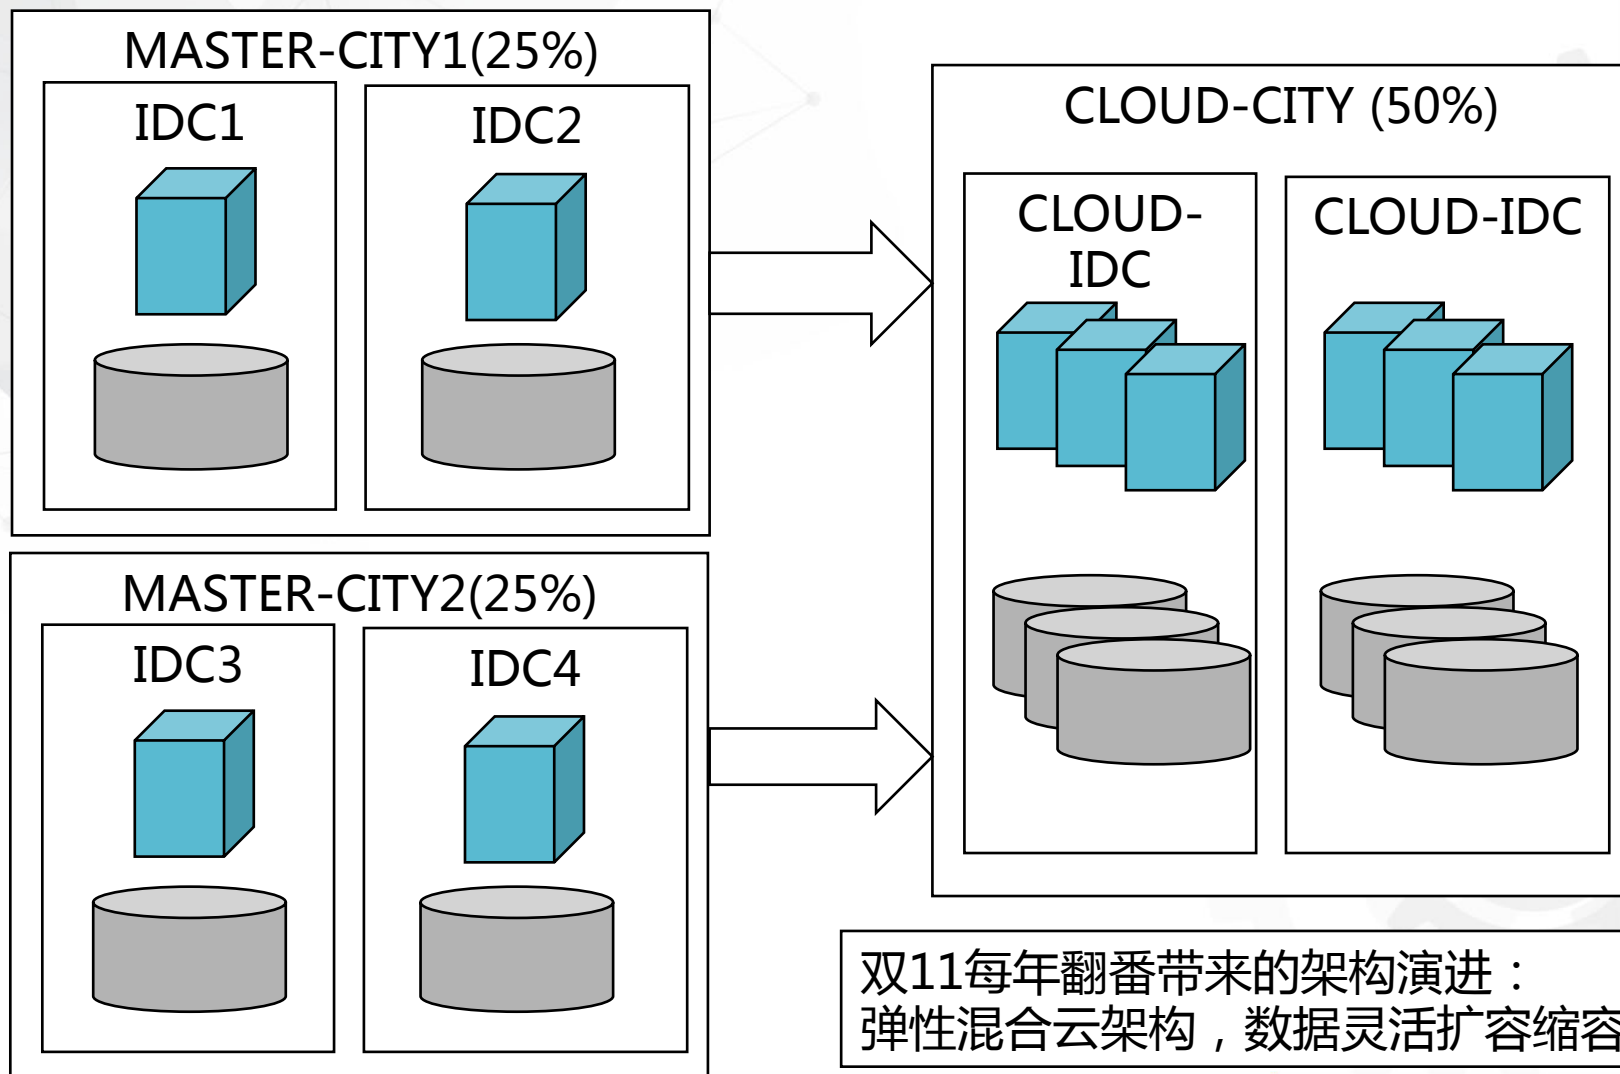 MASTER-CITY1(25%)
IDC1
IDC2
MASTER-CITY2(25%)
IDC3
IDC4
CLOUD-CITY (50%)
CLOUD-
IDC
CLOUD-IDC
双11每年翻番带来的架构演进：
弹性混合云架构，数据灵活扩容缩容